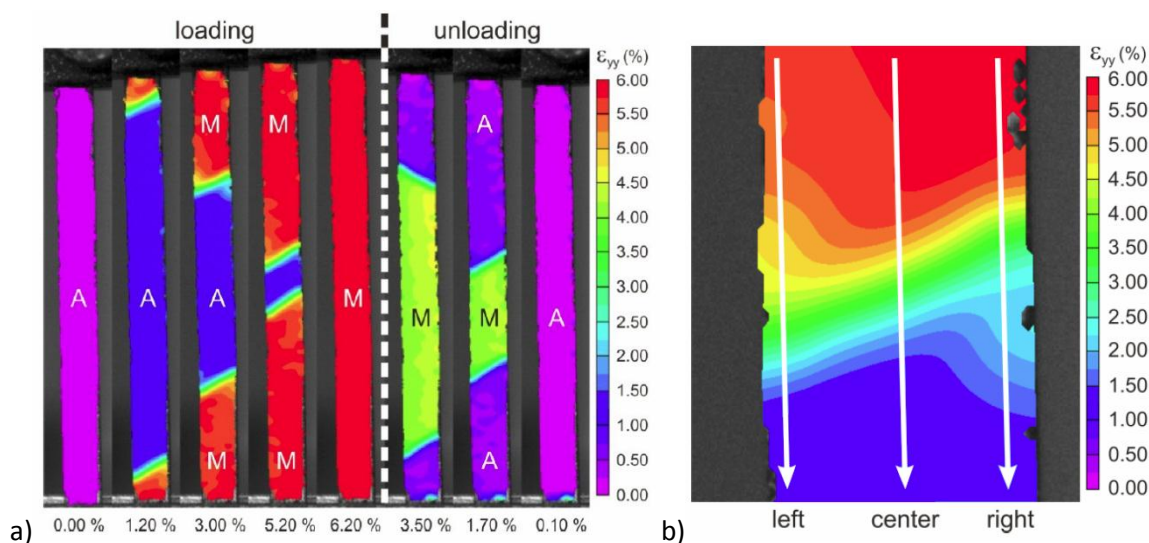 loading
unloading
ε_yy (%)
6.00
5.50
5.00
4.50
4.00
3.50
3.00
2.50
2.00
1.50
1.00
0.50
0.00
A
A
M
A
M
M
M
M
M
A
M
A
A
0.00 %
1.20 %
3.00 %
5.20 %
6.20 %
3.50 %
1.70 %
0.10 %
a)
ε_yy (%)
6.00
5.50
5.00
4.50
4.00
3.50
3.00
2.50
2.00
1.50
1.00
0.50
0.00
left
center
right
b)